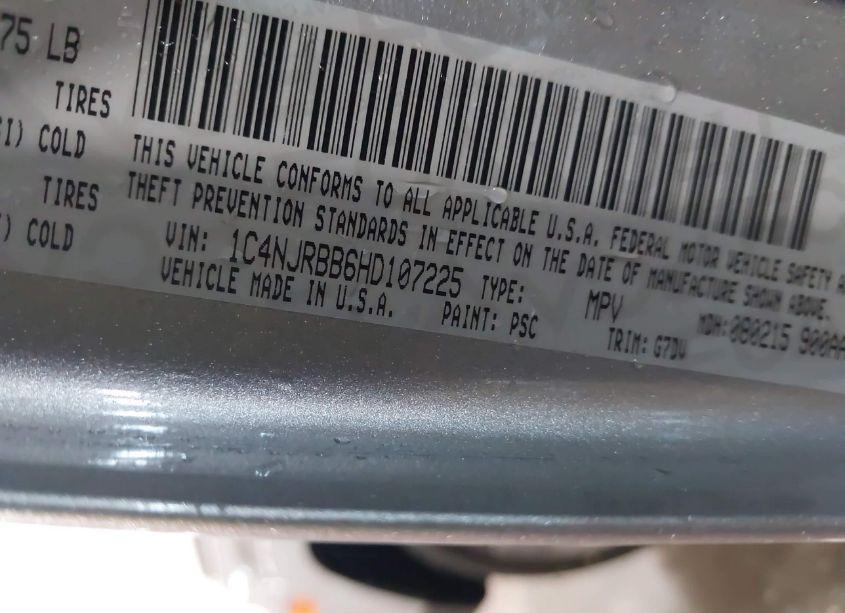 75 LB
TIRES
SI) COLD
TIRES
) COLD
THIS VEHICLE CONFORMS TO ALL APPLICABLE U.S.A. FEDERAL MOTOR VEHICLE SAFETY A
THEFT PREVENTION STANDARDS IN EFFECT ON THE DATE OF MANUFACTURE SHOWN ABOVE.
VIN: 1C4NJRBB6HD107225 TYPE: MPV MDH: 080215 900AA
VEHICLE MADE IN U.S.A. PAINT: PSC TRIM: G7DV